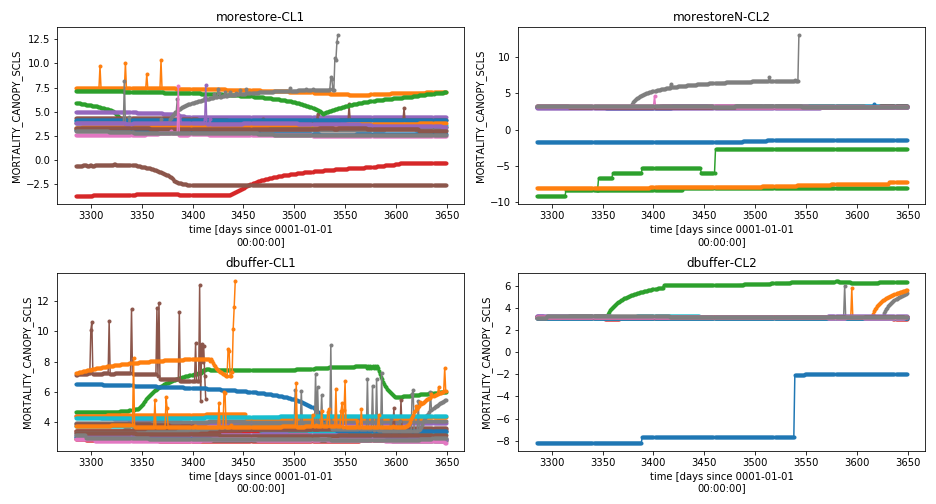 morestore-CL1
MORTALITY_CANOPY_SCLS
12.5
10.0
7.5
5.0
2.5
0.0
−2.5
3300 3350 3400 3450 3500 3550 3600 3650
time [days since 0001-01-01
00:00:00]
morestoreN-CL2
MORTALITY_CANOPY_SCLS
10
5
0
−5
−10
3300 3350 3400 3450 3500 3550 3600 3650
time [days since 0001-01-01
00:00:00]
dbuffer-CL1
MORTALITY_CANOPY_SCLS
12
10
8
6
4
3300 3350 3400 3450 3500 3550 3600 3650
time [days since 0001-01-01
00:00:00]
dbuffer-CL2
MORTALITY_CANOPY_SCLS
6
4
2
0
−2
−4
−6
−8
3300 3350 3400 3450 3500 3550 3600 3650
time [days since 0001-01-01
00:00:00]